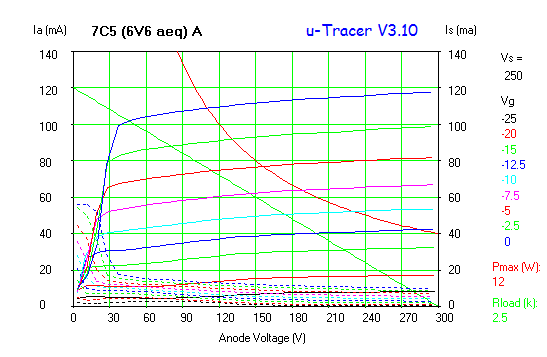 Ia (mA) 7C5 (6V6 aeq) A u-Tracer V3.10 Is (ma)
140 140
120 120
100 100
80 80
60 60
40 40
20 20
0 0
0 30 60 90 120 150 180 210 240 270 300
Anode Voltage (V)
Vs =
250
Vg
-25
-20
-15
-12.5
-10
-7.5
-5
-2.5
0
Pmax (W):
12
Rload (k):
2.5